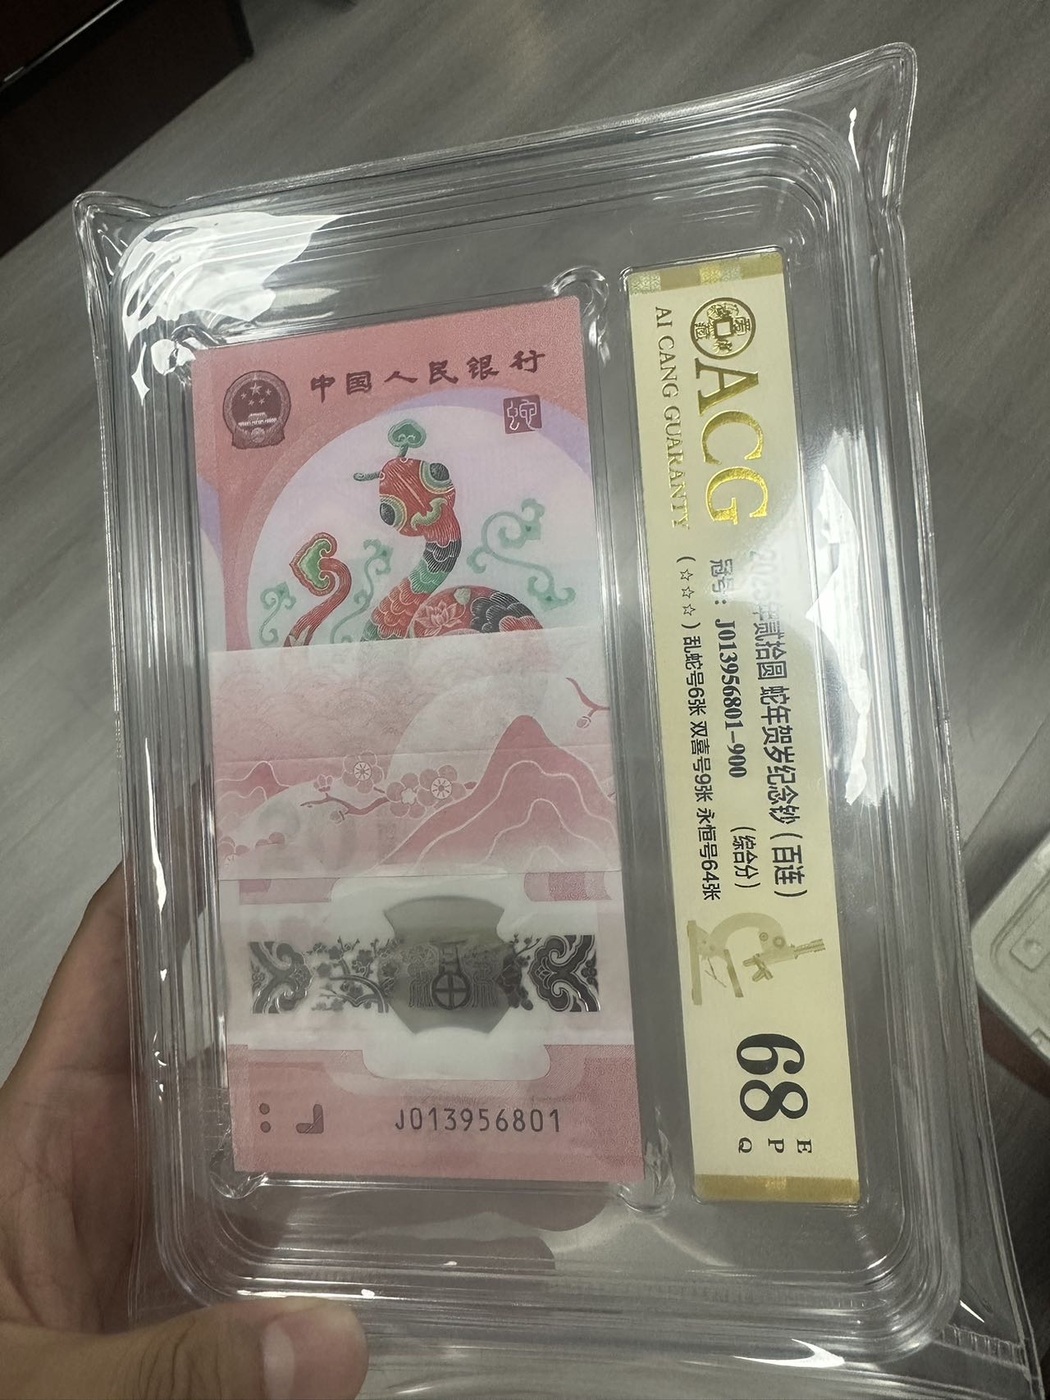 中国人民银行
蛇
J013956801
ACG
AI CANG GUARANTY
2025年贰拾圆 蛇年贺岁纪念钞（百连）
冠号：J013956801-900 （综合分）
（☆☆☆）乱蛇号6张 双喜号9张 永恒号64张
68
E
P
Q